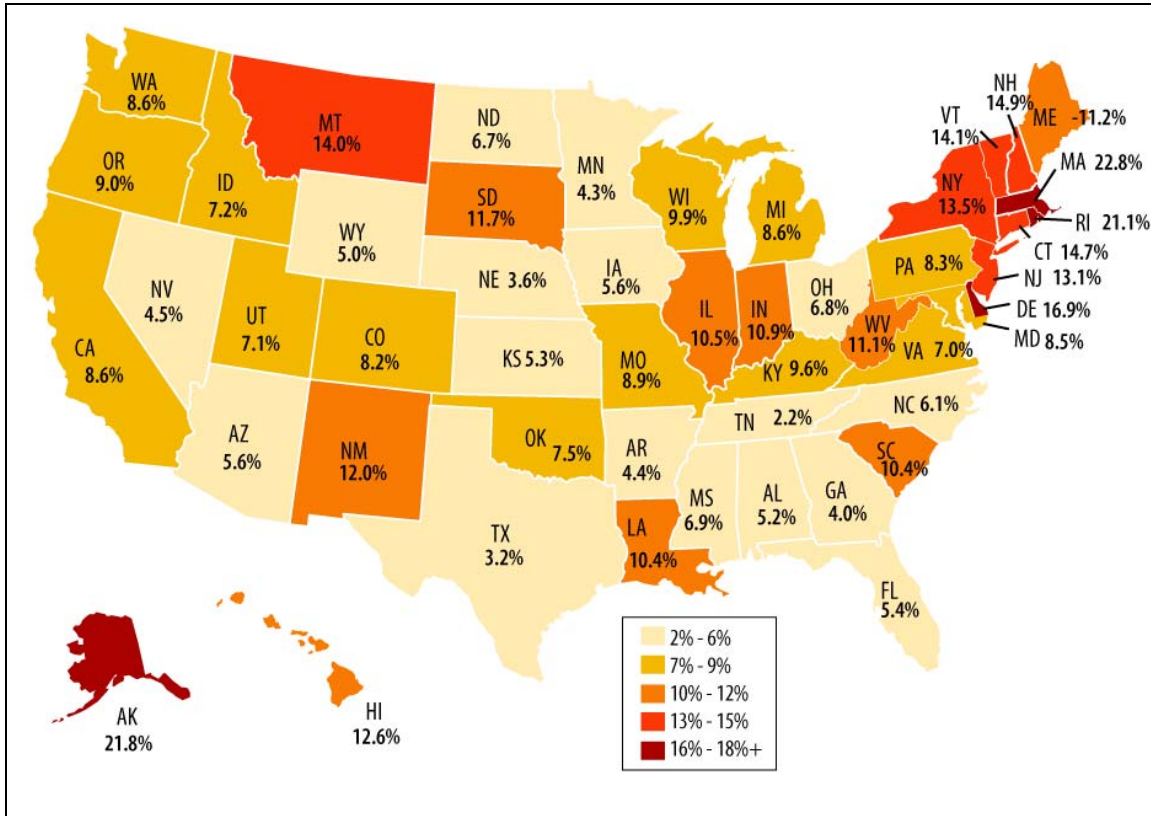 WA
8.6%
OR
9.0%
CA
8.6%
ID
7.2%
NV
4.5%
MT
14.0%
WY
5.0%
UT
7.1%
CO
8.2%
AZ
5.6%
NM
12.0%
ND
6.7%
SD
11.7%
NE 3.6%
KS 5.3%
OK
7.5%
TX
3.2%
MN
4.3%
IA
5.6%
MO
8.9%
AR
4.4%
LA
10.4%
WI
9.9%
IL
10.5%
MI
8.6%
IN
10.9%
OH
6.8%
KY 9.6%
TN 2.2%
MS
6.9%
AL
5.2%
GA
4.0%
FL
5.4%
SC
10.4%
NC 6.1%
VA 7.0%
WV
11.1%
PA 8.3%
NY
13.5%
VT
14.1%
NH
14.9%
ME -11.2%
MA 22.8%
RI 21.1%
CT 14.7%
NJ 13.1%
DE 16.9%
MD 8.5%
AK
21.8%
HI
12.6%
2% - 6%
7% - 9%
10% - 12%
13% - 15%
16% - 18%+